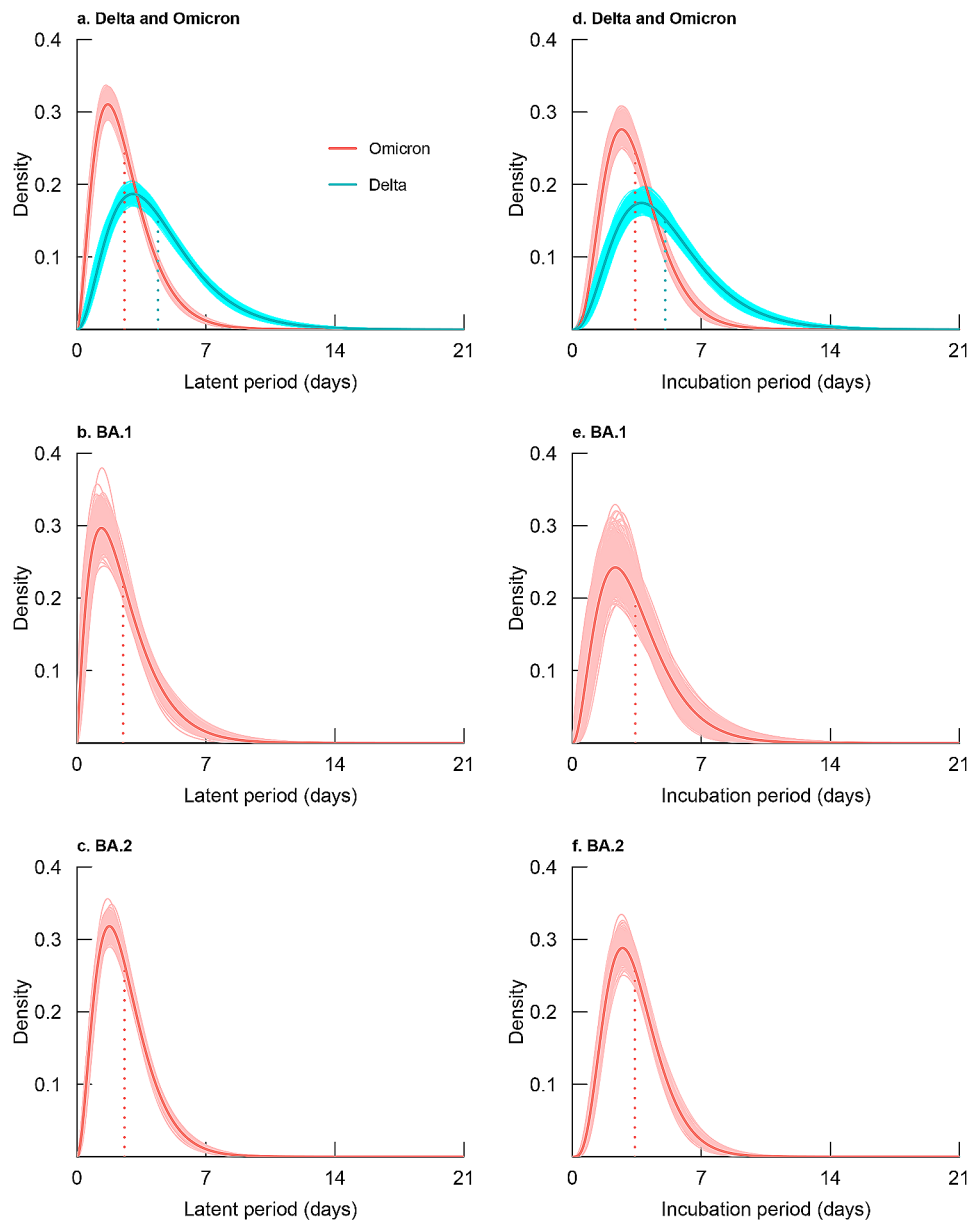 a. Delta and Omicron
0.4
0.3
0.2
0.1
Density
Omicron
Delta
0 7 14 21
Latent period (days)
d. Delta and Omicron
0.4
0.3
0.2
0.1
Density
0 7 14 21
Incubation period (days)
b. BA.1
0.4
0.3
0.2
0.1
Density
0 7 14 21
Latent period (days)
e. BA.1
0.4
0.3
0.2
0.1
Density
0 7 14 21
Incubation period (days)
c. BA.2
0.4
0.3
0.2
0.1
Density
0 7 14 21
Latent period (days)
f. BA.2
0.4
0.3
0.2
0.1
Density
0 7 14 21
Incubation period (days)